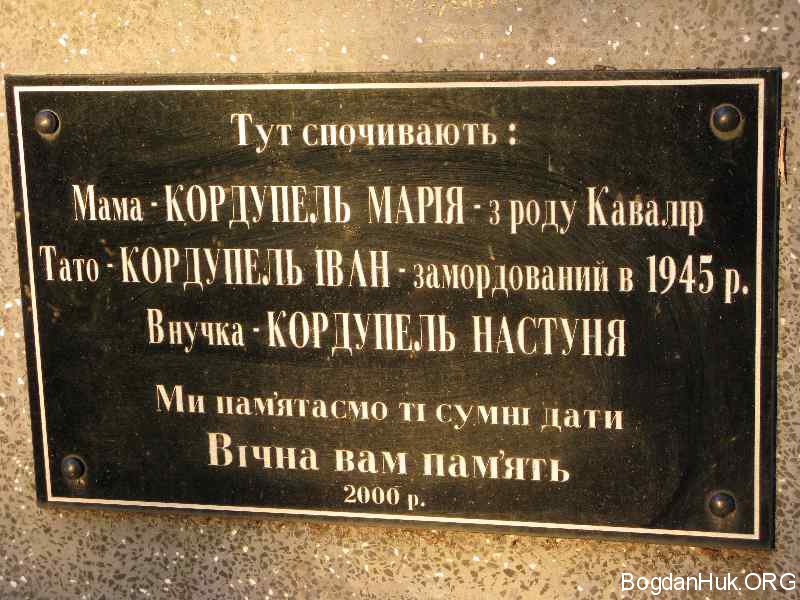 Тут спочивають :
Мама - КОРДУПЕЛЬ МАРІЯ - з роду Кавалір
Тато - КОРДУПЕЛЬ ІВАН - замордований в 1945 р.
Внучка - КОРДУПЕЛЬ НАСТУНЯ
Ми пам'ятаємо ті сумні дати
Вічна вам пам'ять
2000 р.
BogdanHuk.ORG